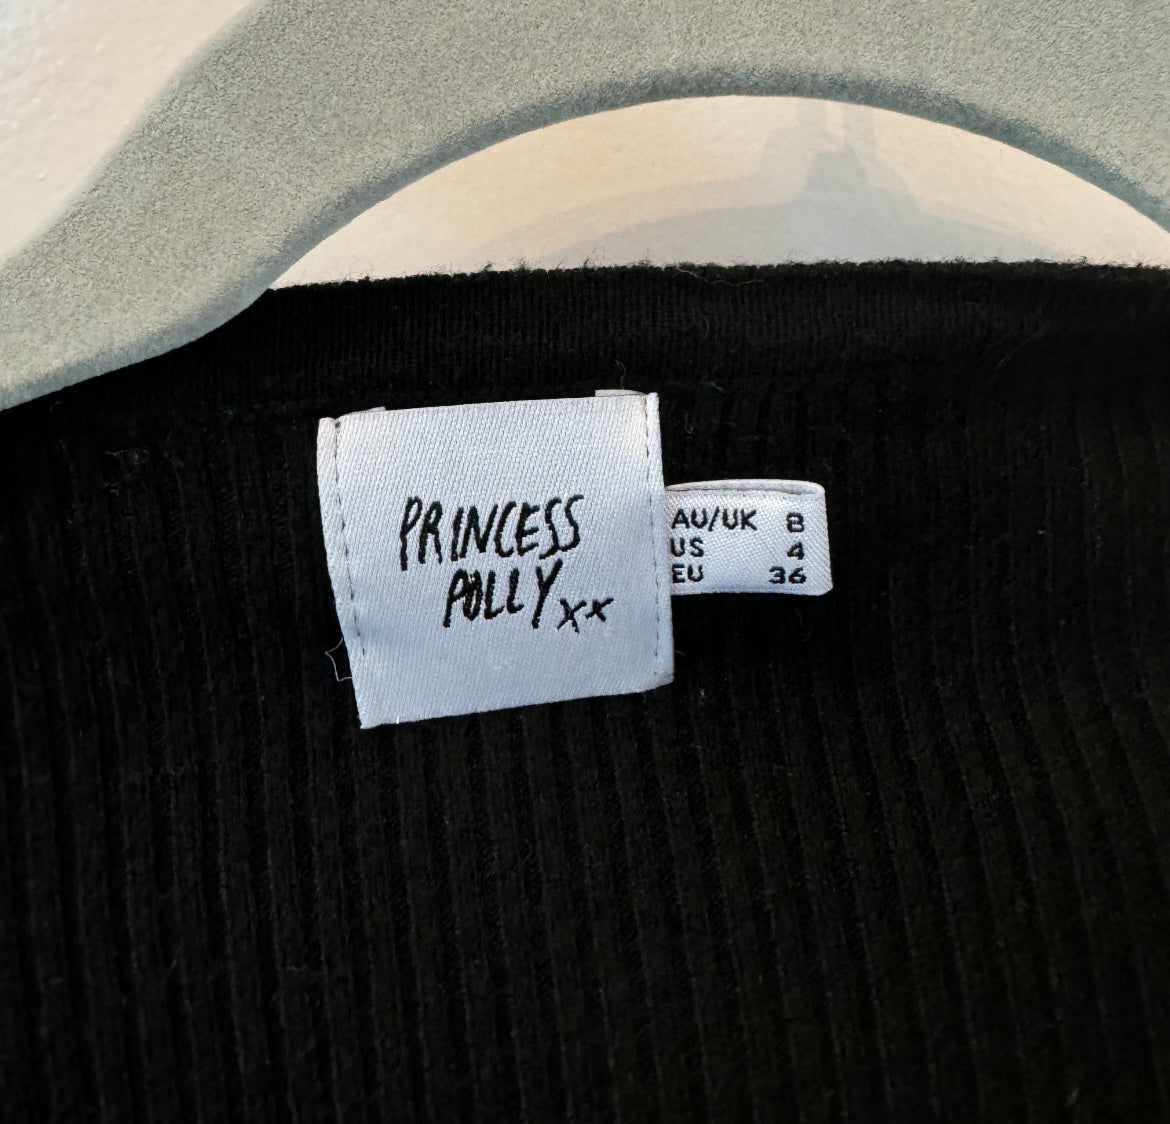 PRINCESS
POLLY xx
AU/UK 8
US 4
EU 36